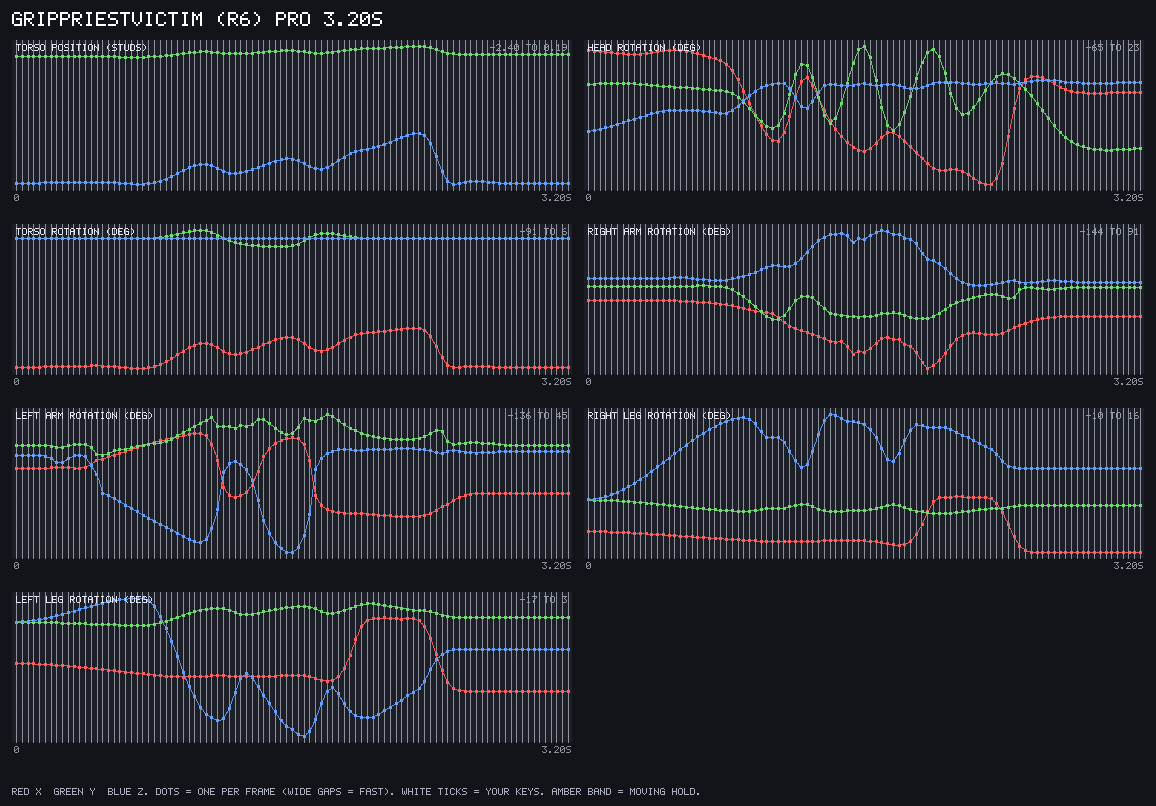 GRIPPRIESTVICTIM (R6) PRO 3.20S
TORSO POSITION (STUDS)
-2.40 TO 0.19
0
3.20S
HEAD ROTATION (DEG)
-65 TO 23
0
3.20S
TORSO ROTATION (DEG)
-91 TO 6
0
3.20S
RIGHT ARM ROTATION (DEG)
-144 TO 91
0
3.20S
LEFT ARM ROTATION (DEG)
-136 TO 45
0
3.20S
RIGHT LEG ROTATION (DEG)
-10 TO 16
0
3.20S
LEFT LEG ROTATION (DEG)
-17 TO 3
0
3.20S
RED X GREEN Y BLUE Z. DOTS = ONE PER FRAME (WIDE GAPS = FAST). WHITE TICKS = YOUR KEYS. AMBER BAND = MOVING HOLD.